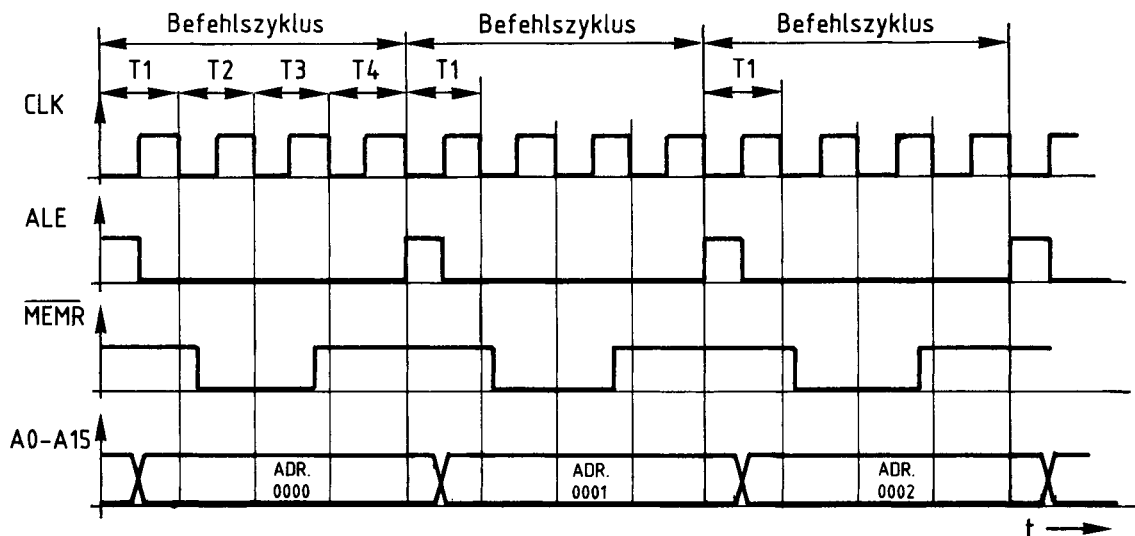 Befehlszyklus Befehlszyklus Befehlszyklus
T1 T2 T3 T4 T1 T1
CLK
ALE
M̅E̅M̅R̅
A0-A15
ADR. ADR. ADR.
0000 0001 0002
t